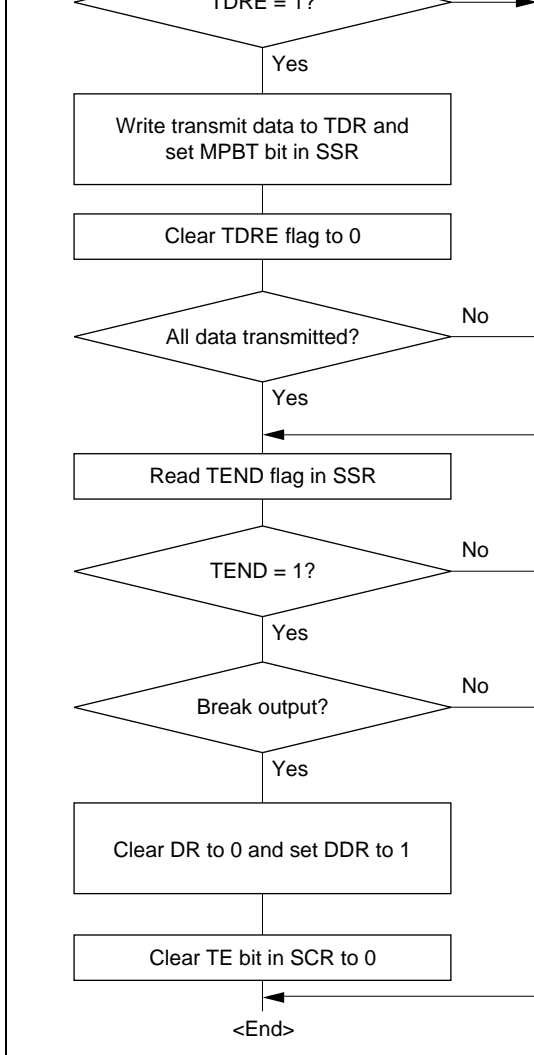 TDRE = 1?
Yes
Write transmit data to TDR and
set MPBT bit in SSR
Clear TDRE flag to 0
All data transmitted?
No
Yes
Read TEND flag in SSR
TEND = 1?
No
Yes
Break output?
No
Yes
Clear DR to 0 and set DDR to 1
Clear TE bit in SCR to 0
<End>